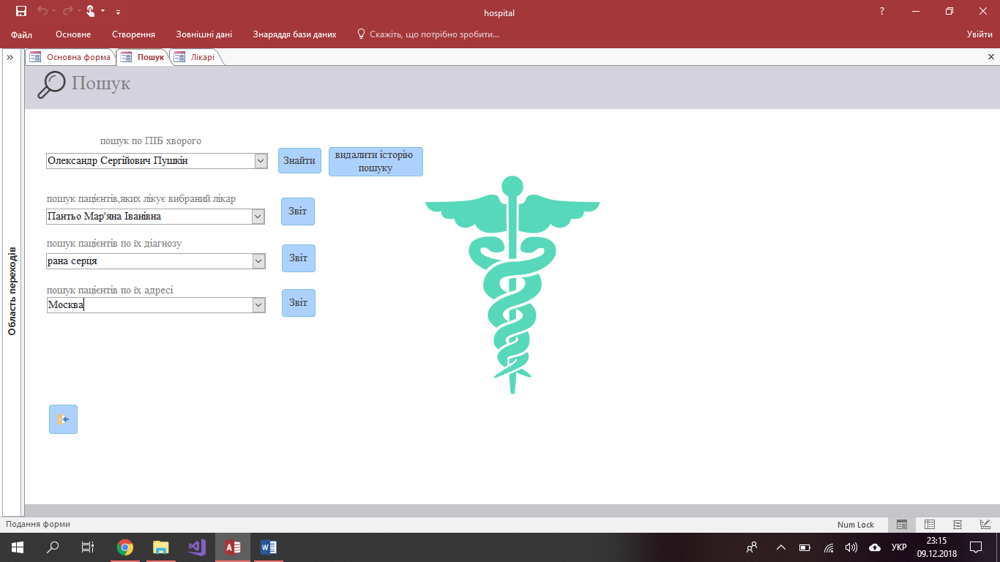 hospital
?
Файл Основне Створення Зовнішні дані Знаряддя бази даних Скажіть, що потрібно зробити... Увійти
Основна форма Пошук Лікарі
Пошук
пошук по ПІБ хворого
Олександр Сергійович Пушкін
Знайти
видалити історію
пошуку
пошук пацієнтів,яких лікує вибраний лікар
Пантьо Мар'яна Іванівна
Звіт
пошук пацієнтів по їх діагнозу
рана серця
Звіт
пошук пацієнтів по їх адресі
Москва
Звіт
Область переходів
Подання форми
Num Lock
УКР
23:15
09.12.2018